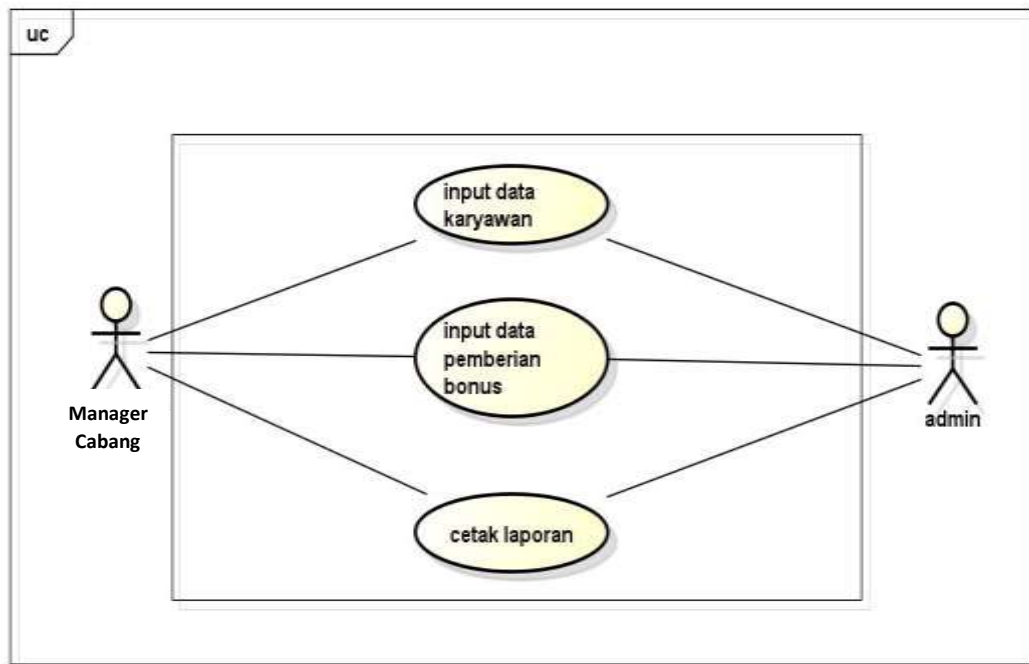 uc
input data
karyawan
input data
pemberian
bonus
Manager
Cabang
admin
cetak laporan